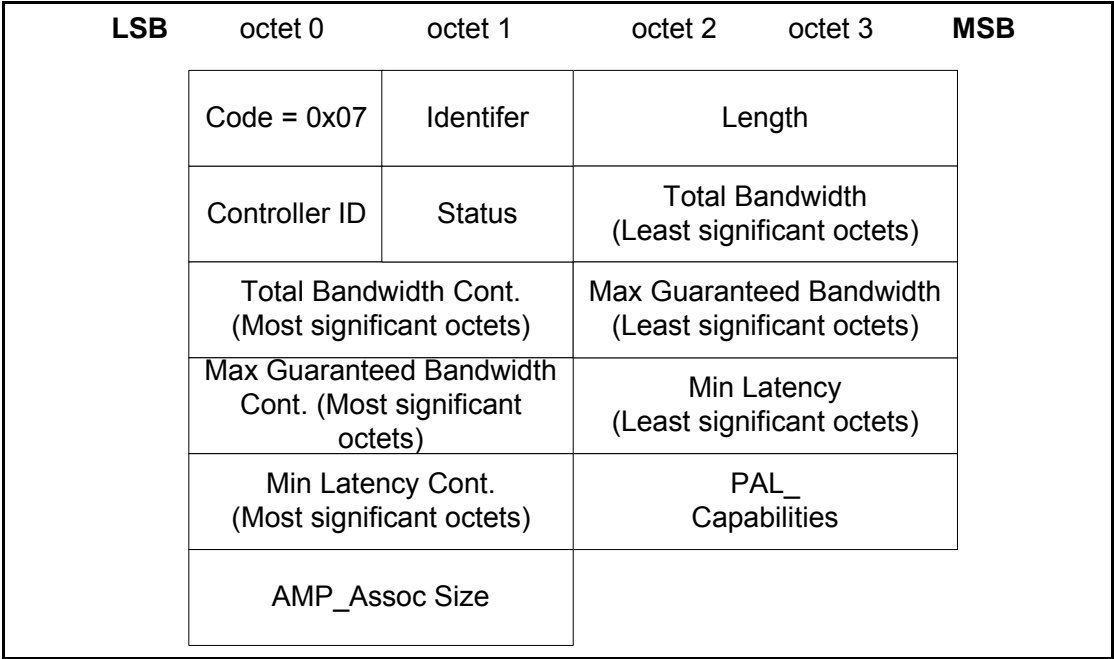 LSB octet 0 octet 1 octet 2 octet 3 MSB
Code = 0x07 Identifer Length
Controller ID Status Total Bandwidth
(Least significant octets)
Total Bandwidth Cont.
(Most significant octets)
Max Guaranteed Bandwidth
(Least significant octets)
Max Guaranteed Bandwidth
Cont. (Most significant
octets)
Min Latency
(Least significant octets)
Min Latency Cont.
(Most significant octets)
PAL_
Capabilities
AMP_Assoc Size